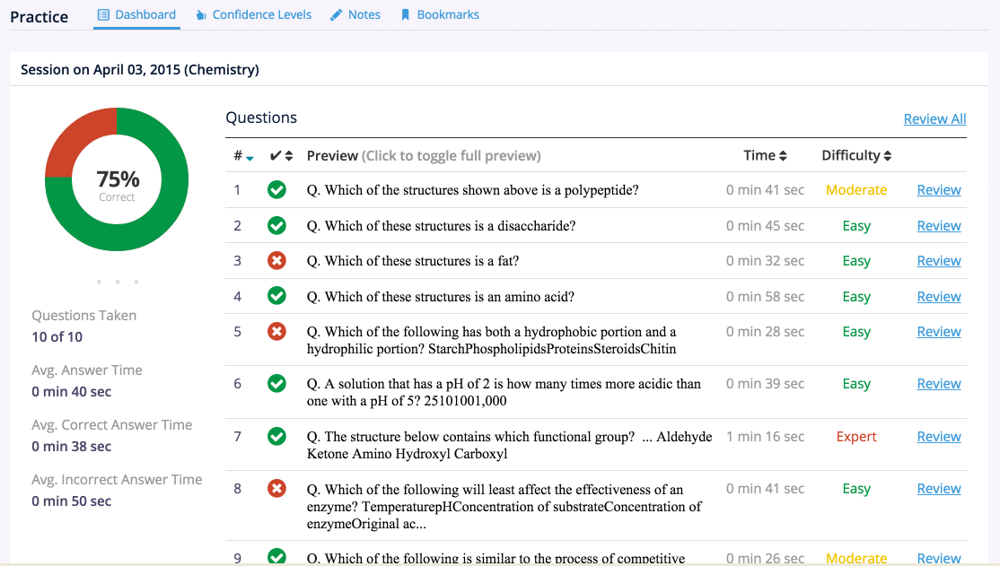 Practice Dashboard Confidence Levels Notes Bookmarks
Session on April 03, 2015 (Chemistry)
75%
Correct
Questions Taken
10 of 10
Avg. Answer Time
0 min 40 sec
Avg. Correct Answer Time
0 min 38 sec
Avg. Incorrect Answer Time
0 min 50 sec
Questions Review All
# ✔ Preview (Click to toggle full preview) Time Difficulty
1 Q. Which of the structures shown above is a polypeptide? 0 min 41 sec Moderate Review
2 Q. Which of these structures is a disaccharide? 0 min 45 sec Easy Review
3 Q. Which of these structures is a fat? 0 min 32 sec Easy Review
4 Q. Which of these structures is an amino acid? 0 min 58 sec Easy Review
5 Q. Which of the following has both a hydrophobic portion and a 0 min 28 sec Easy Review
hydrophilic portion? StarchPhospholipidsProteinsSteroidsChitin
6 Q. A solution that has a pH of 2 is how many times more acidic than 0 min 39 sec Easy Review
one with a pH of 5? 25101001,000
7 Q. The structure below contains which functional group? ... Aldehyde 1 min 16 sec Expert Review
Ketone Amino Hydroxyl Carboxyl
8 Q. Which of the following will least affect the effectiveness of an 0 min 41 sec Easy Review
enzyme? TemperaturepHConcentration of substrateConcentration of
enzymeOriginal ac...
9 Q. Which of the following is similar to the process of competitive 0 min 26 sec Moderate Review